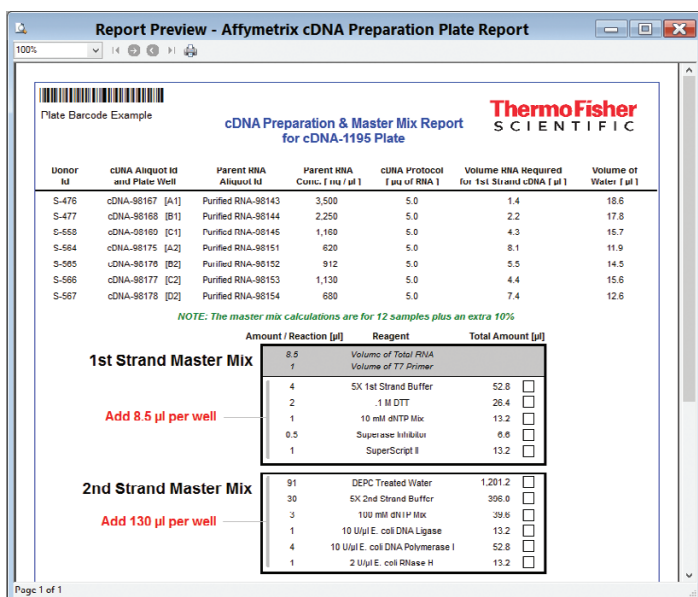 Report Preview - Affymetrix cDNA Preparation Plate Report
100%
Plate Barcode Example
cDNA Preparation & Master Mix Report
for cDNA-1195 Plate
ThermoFisher
SCIENTIFIC
Donor Id cDNA Aliquot Id and Plate Well Parent RNA Aliquot Id Parent RNA Conc. [ ng / µl ] cDNA Protocol [ µg of RNA ] Volume RNA Required for 1st Strand cDNA [ µl ] Volume of Water [ µl ]
S-476 cDNA-98167 [A1] Purified RNA-98143 3,500 5.0 1.4 18.6
S-477 cDNA-98168 [B1] Purified RNA-98144 2,250 5.0 2.2 17.8
S-558 cDNA-98169 [C1] Purified RNA-98145 1,160 5.0 4.3 15.7
S-564 cDNA-98175 [A2] Purified RNA-98151 620 5.0 8.1 11.9
S-565 cDNA-98176 [B2] Purified RNA-98152 912 5.0 5.5 14.5
S-566 cDNA-98177 [C2] Purified RNA-98153 1,130 5.0 4.4 15.6
S-567 cDNA-98178 [D2] Purified RNA-98154 680 5.0 7.4 12.6
NOTE: The master mix calculations are for 12 samples plus an extra 10%
Amount / Reaction [µl] Reagent Total Amount [µl]
1st Strand Master Mix
8.5 Volume of Total RNA
1 Volume of T7 Primer
4 5X 1st Strand Buffer 52.8
2 .1 M DTT 26.4
Add 8.5 µl per well
1 10 mM dNTP Mix 13.2
0.5 Superase Inhibitor 6.6
1 SuperScript II 13.2
2nd Strand Master Mix
91 DEPC Treated Water 1,201.2
30 5X 2nd Strand Buffer 396.0
3 100 mM dNTP Mix 39.6
Add 130 µl per well
1 10 U/µl E. coli DNA Ligase 13.2
4 10 U/µl E. coli DNA Polymerase I 52.8
1 2 U/µl E. coli RNase H 13.2
Page 1 of 1